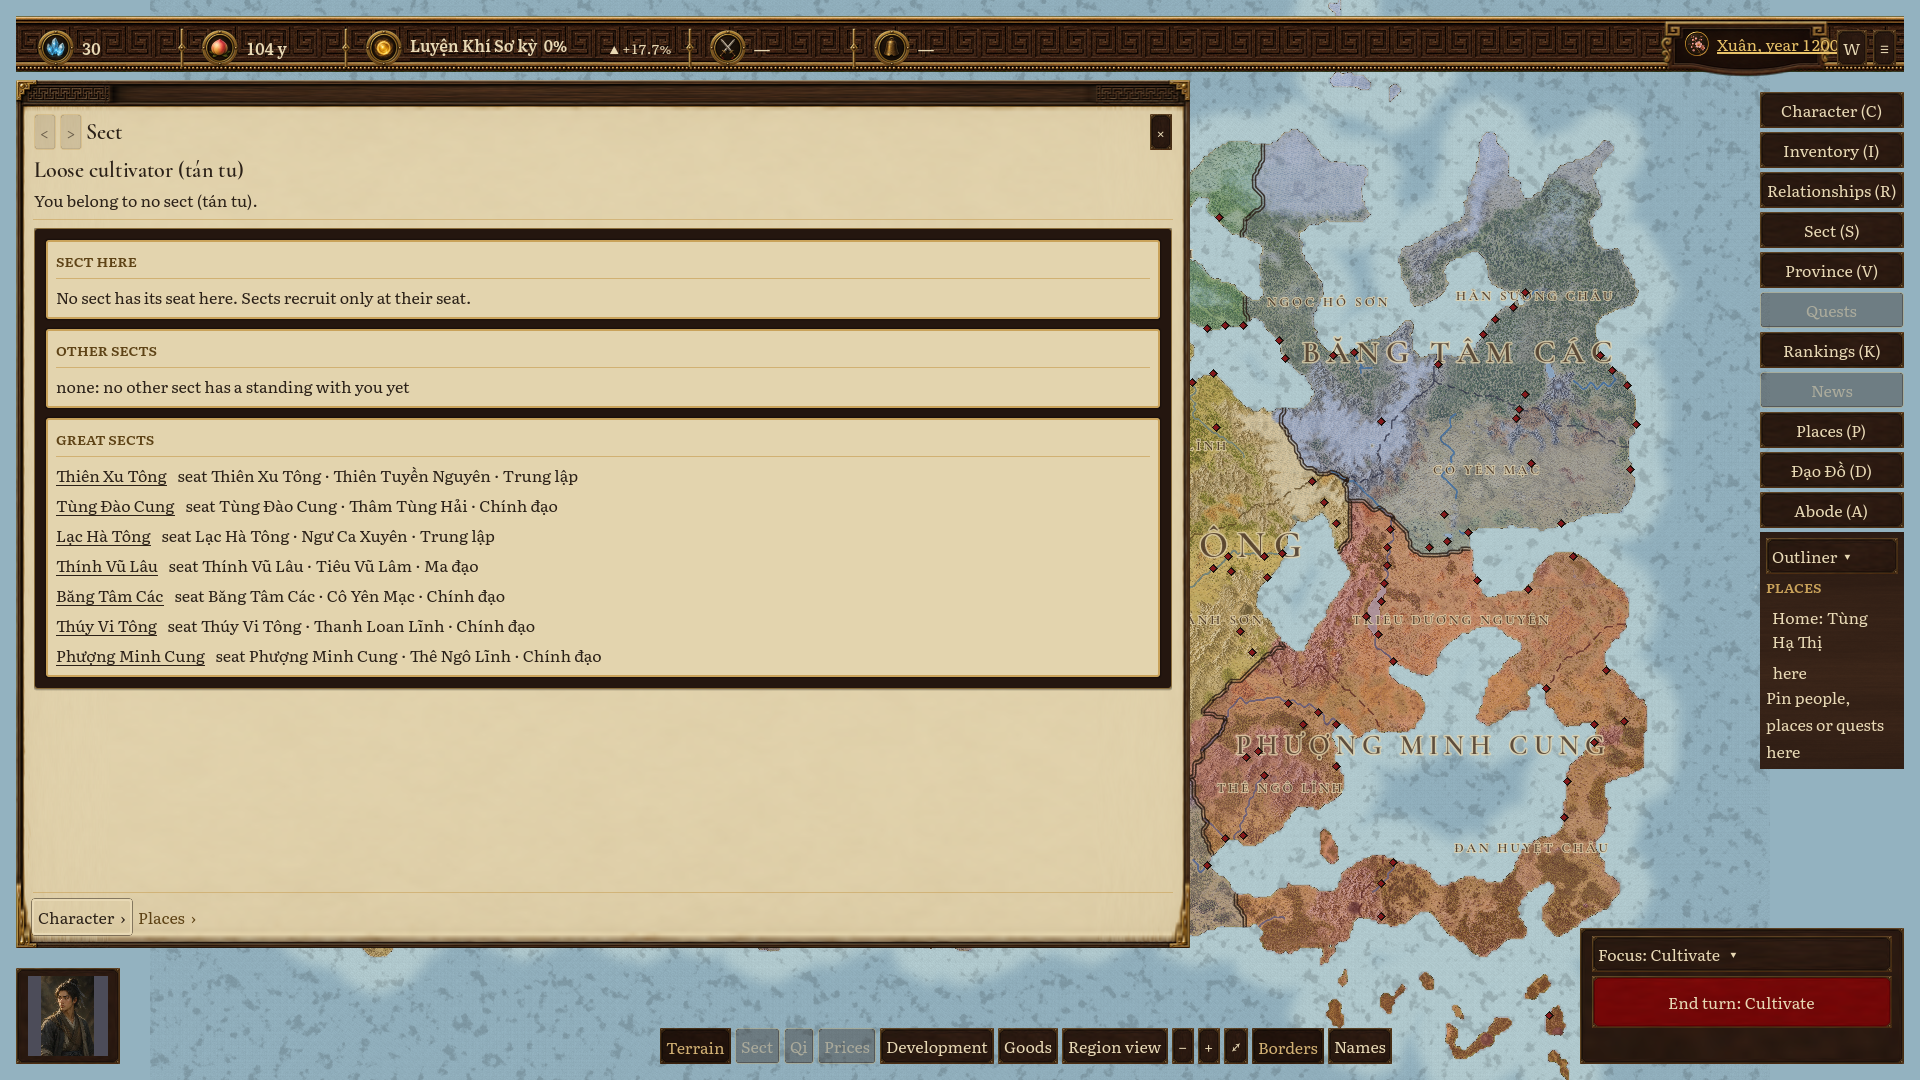 30
104 y
Luyện Khí Sơ kỳ 0%
▲ +17.7%
—
—
Xuân, year 1200
W
≡
< > Sect
×
Loose cultivator (tán tu)
You belong to no sect (tán tu).
SECT HERE
No sect has its seat here. Sects recruit only at their seat.
OTHER SECTS
none: no other sect has a standing with you yet
GREAT SECTS
Thiên Xu Tông seat Thiên Xu Tông · Thiên Tuyền Nguyên · Trung lập
Tùng Đào Cung seat Tùng Đào Cung · Thâm Tùng Hải · Chính đạo
Lạc Hà Tông seat Lạc Hà Tông · Ngư Ca Xuyên · Trung lập
Thính Vũ Lâu seat Thính Vũ Lâu · Tiêu Vũ Lâm · Ma đạo
Băng Tâm Các seat Băng Tâm Các · Cô Yên Mạc · Chính đạo
Thúy Vi Tông seat Thúy Vi Tông · Thanh Loan Lĩnh · Chính đạo
Phượng Minh Cung seat Phượng Minh Cung · Thê Ngô Lĩnh · Chính đạo
Character ›
Places ›
NGỌC HỒ SƠN
HÀN SƯƠNG CHÂU
BĂNG TÂM CÁC
LĨNH
CÔ YÊN MẠC
ÔNG
ANH SƠN
TRIỀU DƯƠNG NGUYÊN
PHƯỢNG MINH CUNG
THÊ NGÔ LĨNH
ĐAN HUYỆT CHÂU
Character (C)
Inventory (I)
Relationships (R)
Sect (S)
Province (V)
Quests
Rankings (K)
News
Places (P)
Đạo Đồ (D)
Abode (A)
Outliner ▾
PLACES
Home: Tùng
Hạ Thị
here
Pin people,
places or quests
here
Focus: Cultivate ▾
End turn: Cultivate
Terrain
Sect
Qi
Prices
Development
Goods
Region view
−
+
⤢
Borders
Names